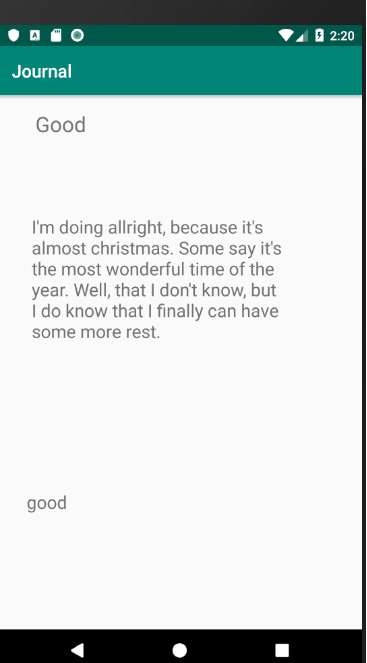 2:20
Journal
Good
I'm doing allright, because it's
almost christmas. Some say it's
the most wonderful time of the
year. Well, that I don't know, but
I do know that I finally can have
some more rest.
good